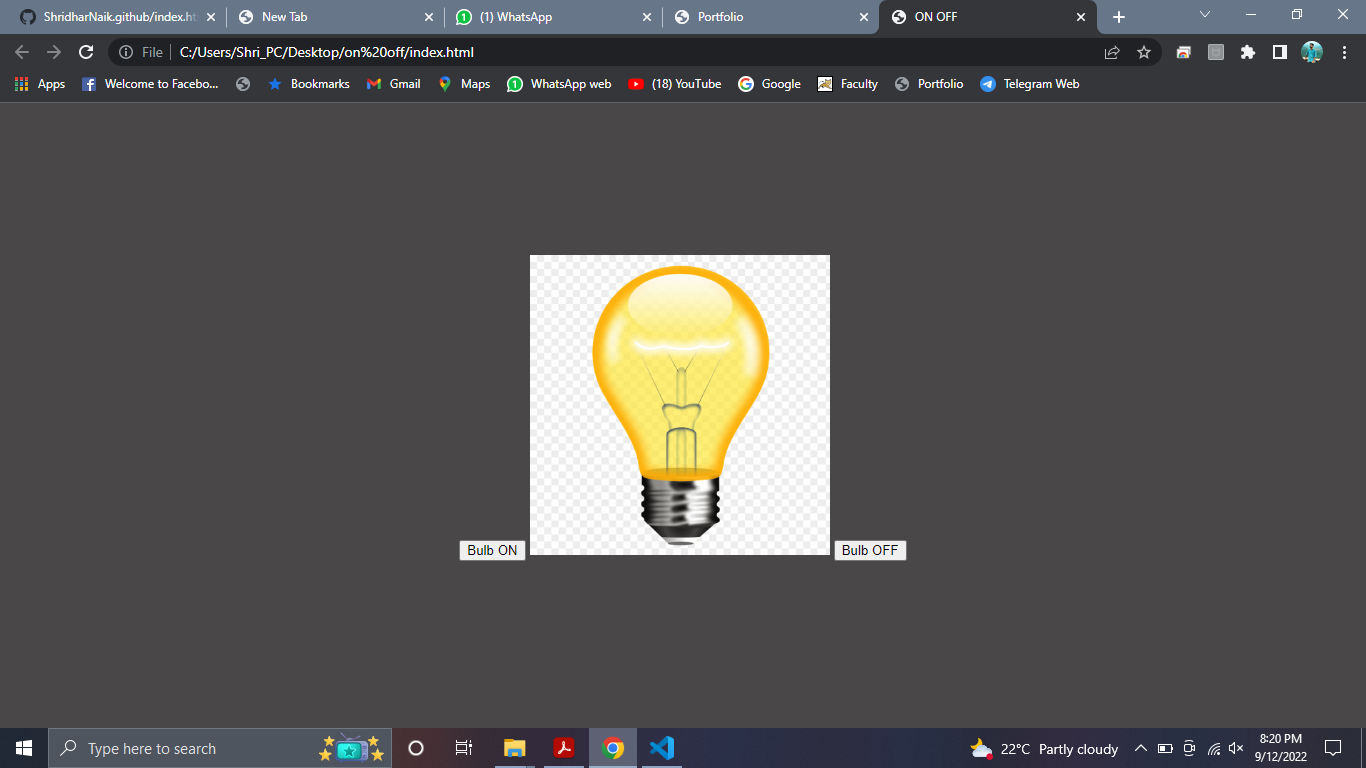 ShridharNaik.github/index.ht
New Tab
(1) WhatsApp
Portfolio
ON OFF
File C:/Users/Shri_PC/Desktop/on%20off/index.html
Apps Welcome to Facebo... Bookmarks Gmail Maps WhatsApp web (18) YouTube Google Faculty Portfolio Telegram Web
Bulb ON Bulb OFF
Type here to search
22°C Partly cloudy
8:20 PM
9/12/2022